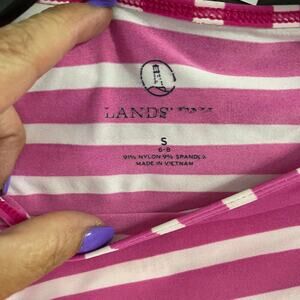 LANDS'
S
6-8
91% NYLON 9% SPANDEX
MADE IN VIETNAM